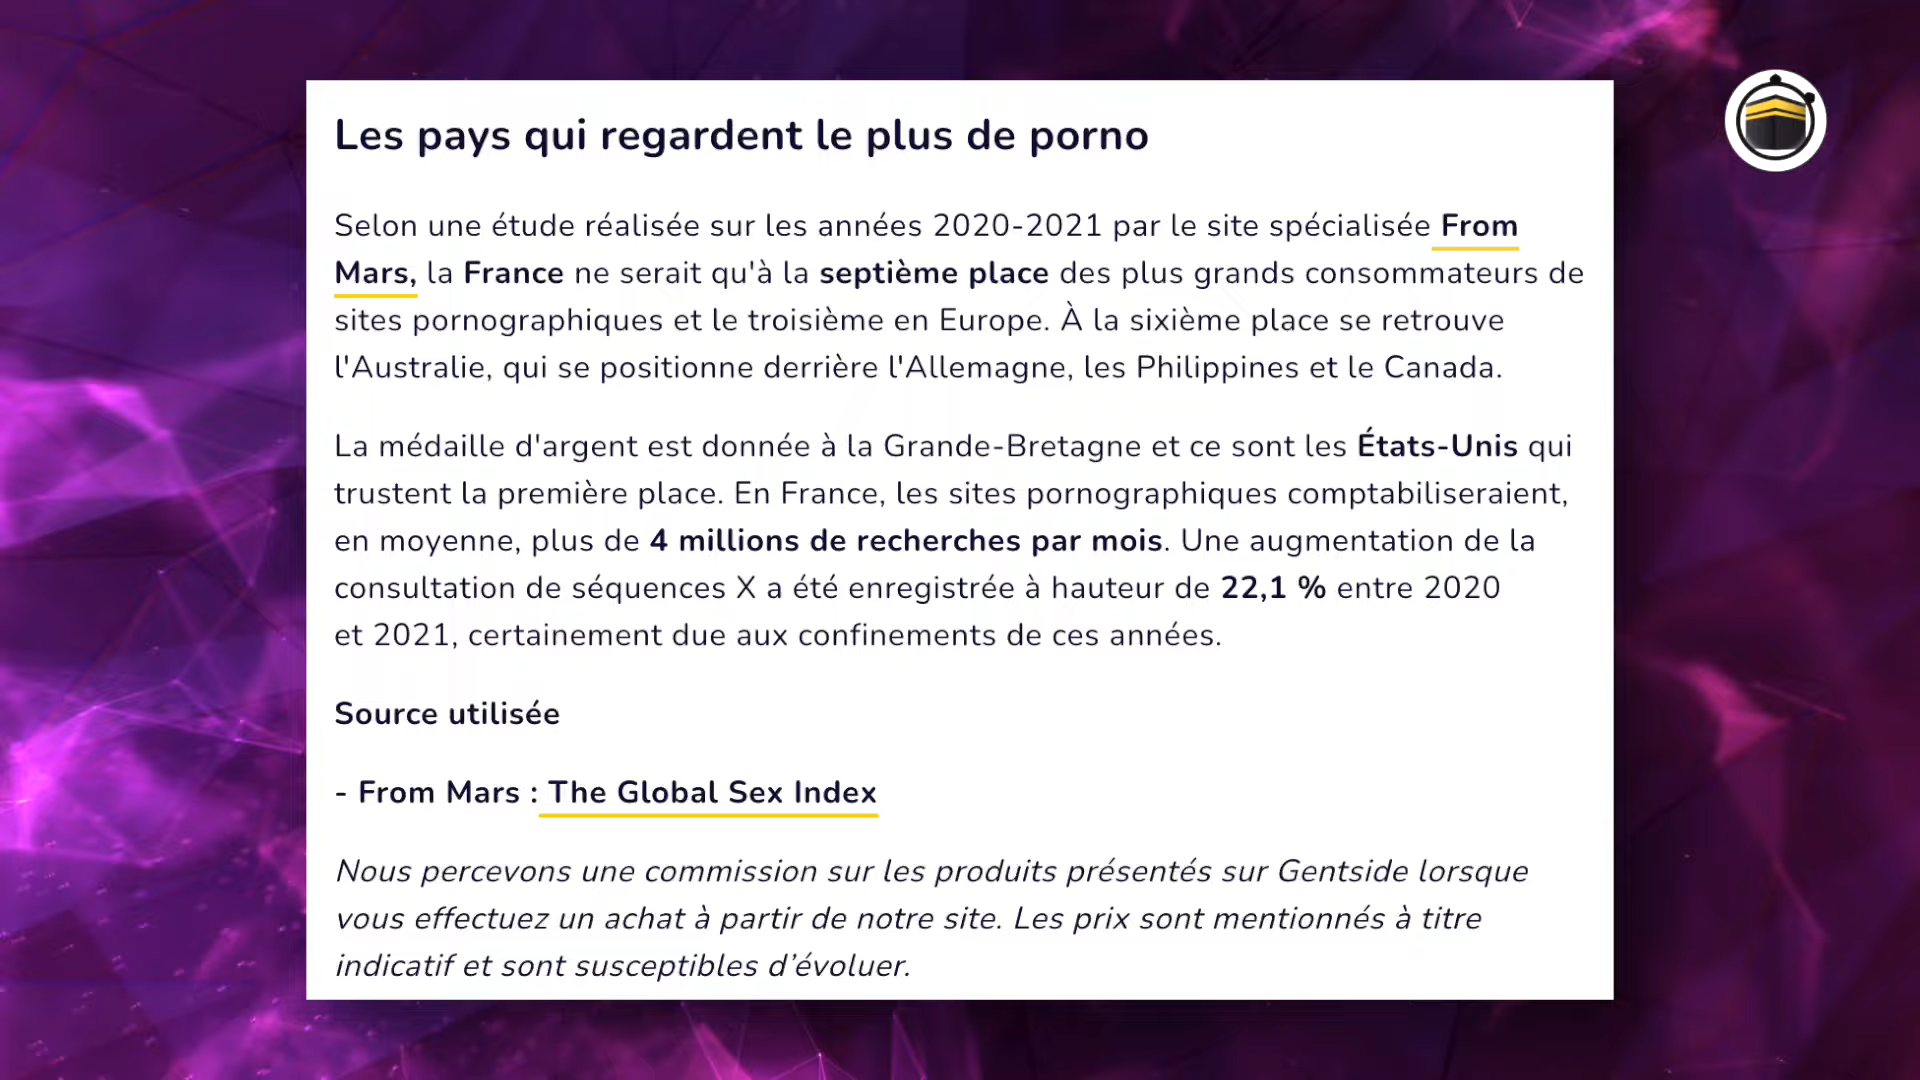 Les pays qui regardent le plus de porno
Selon une étude réalisée sur les années 2020-2021 par le site spécialisée From
Mars, la France ne serait qu'à la septième place des plus grands consommateurs de
sites pornographiques et le troisième en Europe. À la sixième place se retrouve
l'Australie, qui se positionne derrière l'Allemagne, les Philippines et le Canada.
La médaille d'argent est donnée à la Grande-Bretagne et ce sont les États-Unis qui
trustent la première place. En France, les sites pornographiques comptabiliseraient,
en moyenne, plus de 4 millions de recherches par mois. Une augmentation de la
consultation de séquences X a été enregistrée à hauteur de 22,1 % entre 2020
et 2021, certainement due aux confinements de ces années.
Source utilisée
- From Mars : The Global Sex Index
Nous percevons une commission sur les produits présentés sur Gentside lorsque
vous effectuez un achat à partir de notre site. Les prix sont mentionnés à titre
indicatif et sont susceptibles d’évoluer.